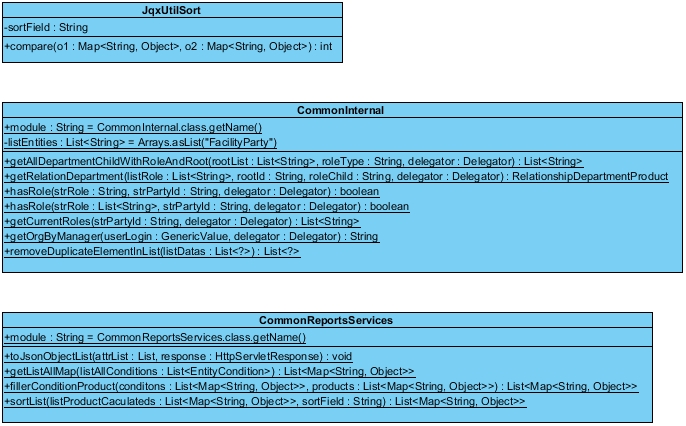 JqxUtilSort
-sortField : String
+compare(o1 : Map<String, Object>, o2 : Map<String, Object>) : int
CommonInternal
+module : String = CommonInternal.class.getName()
-listEntities : List<String> = Arrays.asList("FacilityParty")
+getAllDepartmentChildWithRoleAndRoot(rootList : List<String>, roleType : String, delegator : Delegator) : List<String>
+getRelationDepartment(listRole : List<String>, rootId : String, roleChild : String, delegator : Delegator) : RelationshipDepartmentProduct
+hasRole(strRole : String, strPartyId : String, delegator : Delegator) : boolean
+hasRole(strRole : List<String>, strPartyId : String, delegator : Delegator) : boolean
+getCurrentRoles(strPartyId : String, delegator : Delegator) : List<String>
+getOrgByManager(userLogin : GenericValue, delegator : Delegator) : String
+removeDuplicateElementInList(listDatas : List<?>) : List<?>
CommonReportsServices
+module : String = CommonReportsServices.class.getName()
+toJsonObjectList(attrList : List, response : HttpServletResponse) : void
+getListAllMap(listAllConditions : List<EntityCondition>) : List<Map<String, Object>>
+fillerConditionProduct(conditons : List<Map<String, Object>>, products : List<Map<String, Object>>) : List<Map<String, Object>>
+sortList(listProductCaculateds : List<Map<String, Object>>, sortField : String) : List<Map<String, Object>>